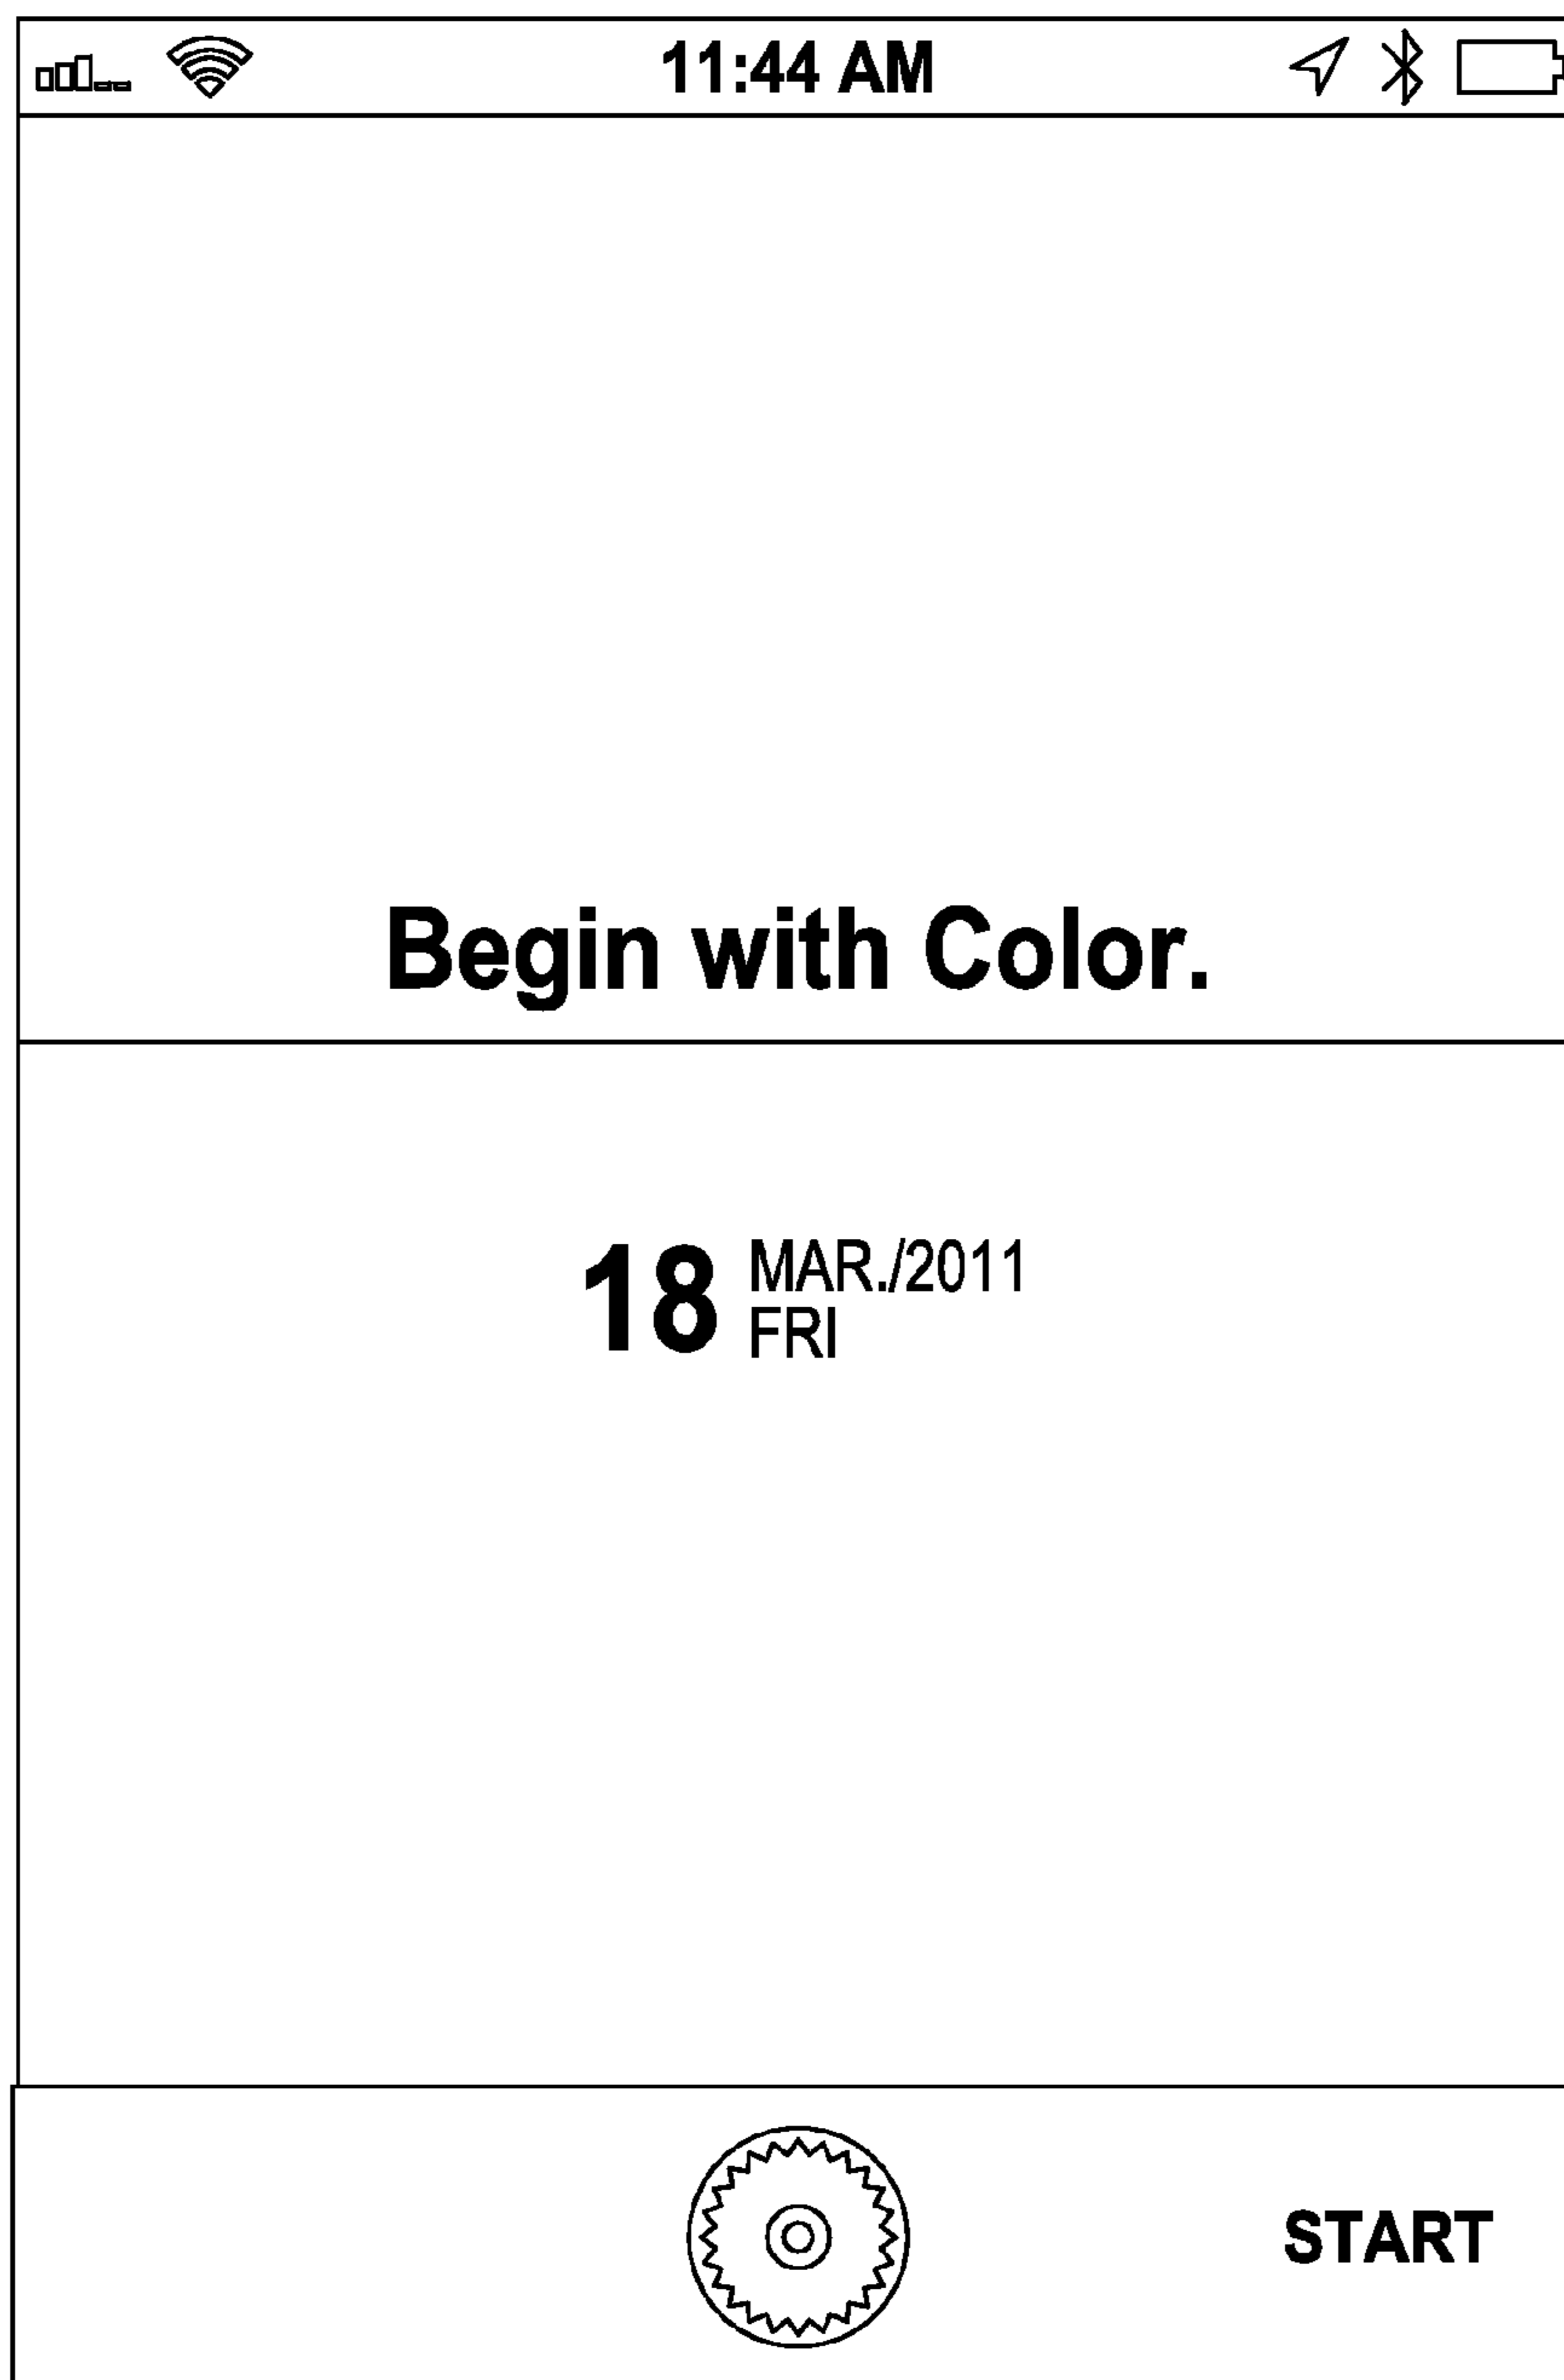 11:44 AM
Begin with Color.
18 MAR./2011
FRI
START